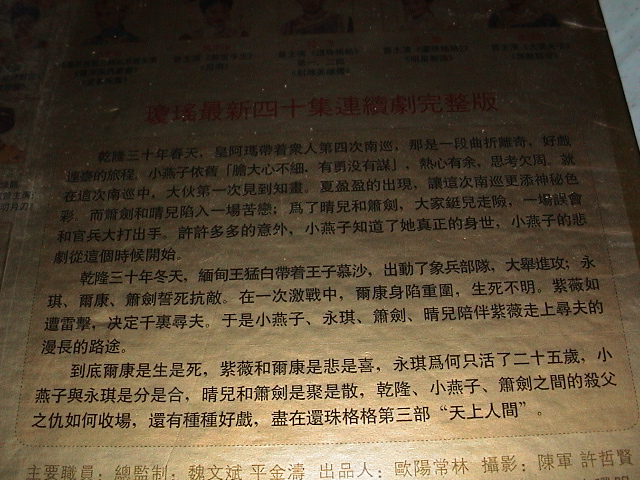 瓊瑤最新四十集連續劇完整版
乾隆三十年春天，皇阿瑪帶着衆人第四次南巡，那是一段曲折離奇，好戲
連臺的旅程。小燕子依舊「膽大心不細，有勇没有謀」，熱心有余，思考欠周。就
在這次南巡中。大伙第一次見到知畫。夏盈盈的出現，讓這次南巡更添神秘色
彩。而蕭劍和晴兒陷入一場苦戀；爲了晴兒和蕭劍，大家鋌兒走險，一場誤會
和官兵大打出手。許許多多的意外，小燕子知道了她真正的身世，小燕子的悲
劇從這個時候開始。
乾隆三十年冬天，緬甸王猛白帶着王子慕沙，出動了象兵部隊，大舉進攻；永
琪、爾康、蕭劍誓死抗敵。在一次激戰中，爾康身陷重圍，生死不明。紫薇如
遭雷擊，决定千裏尋夫。于是小燕子、永琪、蕭劍、晴兒陪伴紫薇走上尋夫的
漫長的路途。
到底爾康是生是死，紫薇和爾康是悲是喜，永琪爲何只活了二十五歲，小
燕子與永琪是分是合，晴兒和蕭劍是聚是散，乾隆、小燕子、蕭劍之間的殺父
之仇如何收場，還有種種好戲，盡在還珠格格第三部“天上人間”。
主要職員：總監制：魏文斌 平金濤 出品人：歐陽常林 攝影：陳軍 許哲賢